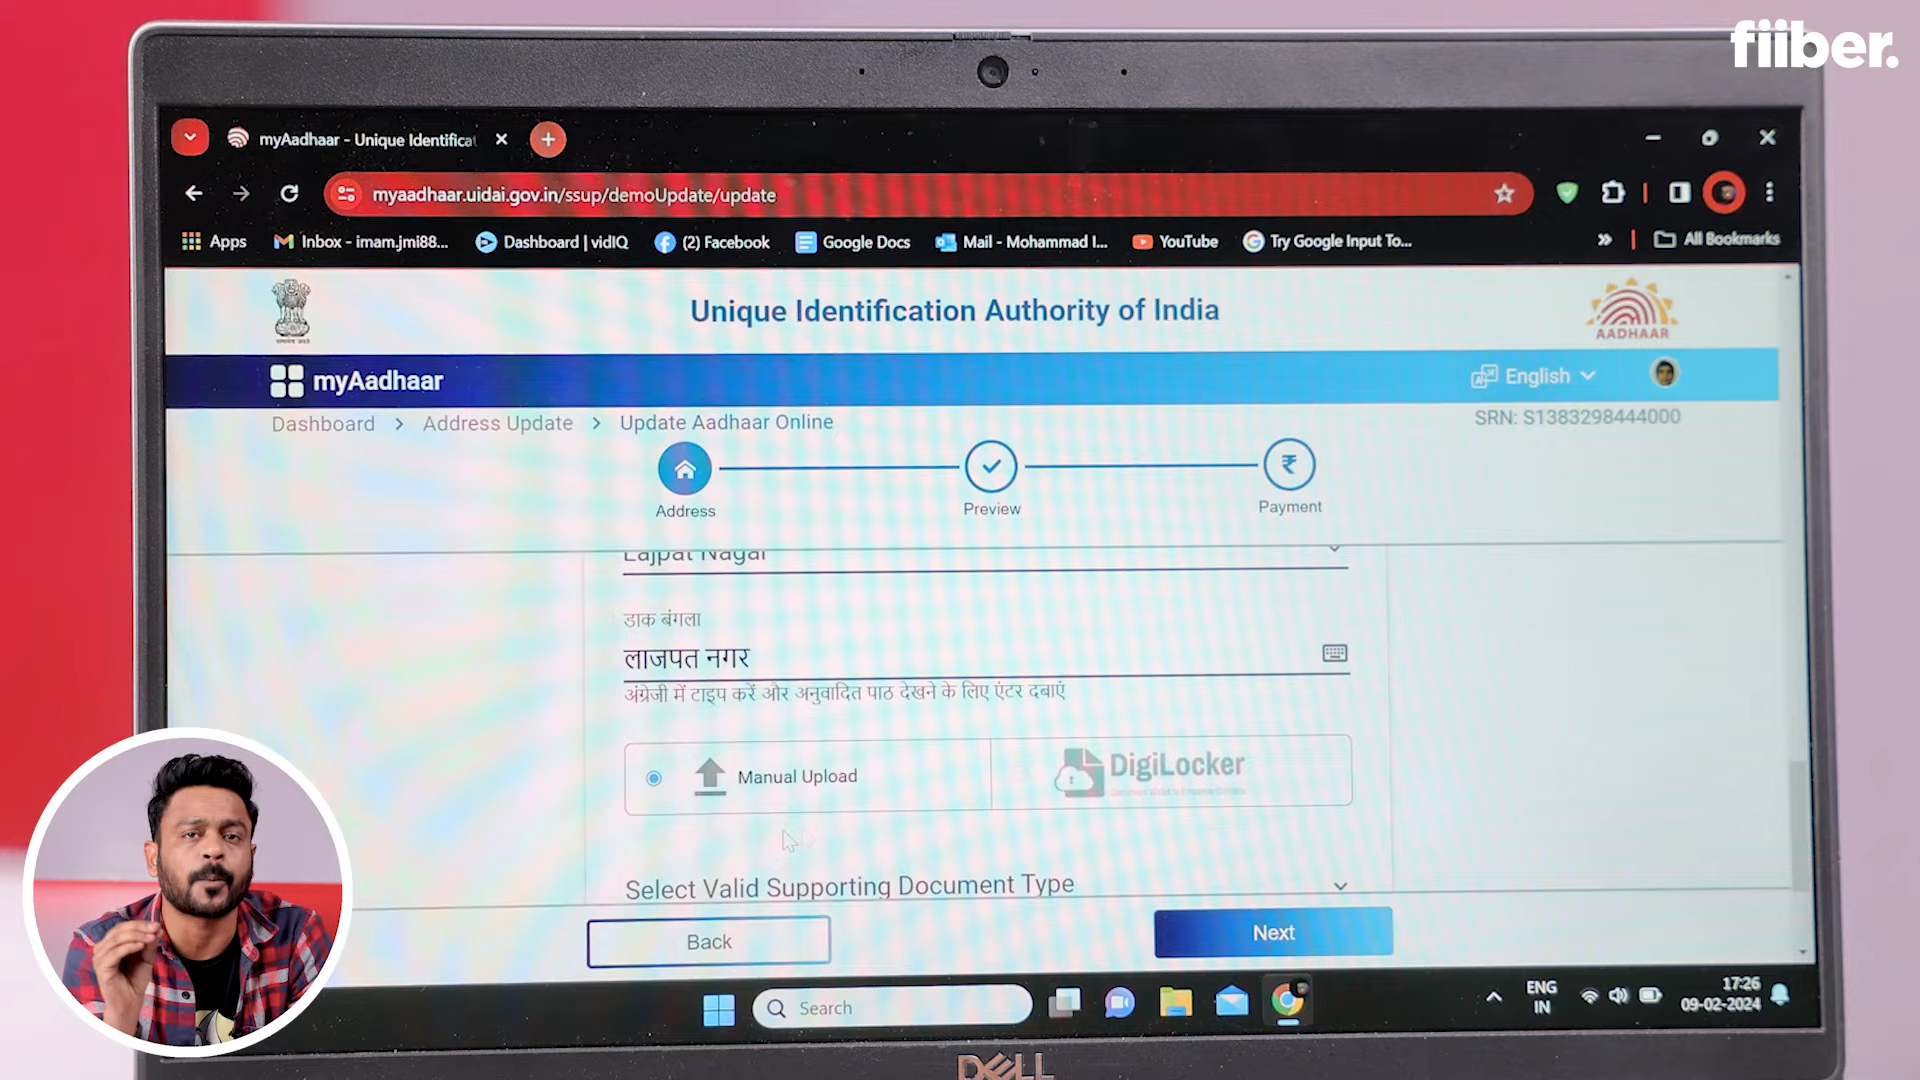 fiiber.
myAadhaar - Unique Identificat
myaadhaar.uidai.gov.in/ssup/demoUpdate/update
Apps Inbox - imam.jmi88... Dashboard | vidIQ (2) Facebook Google Docs Mail - Mohammad I... YouTube Try Google Input To... » All Bookmarks
Unique Identification Authority of India
AADHAAR
myAadhaar English
Dashboard > Address Update > Update Aadhaar Online SRN: S1383298444000
Address Preview Payment
Lajpat Nagar
डाक बंगला
लाजपत नगर
अंग्रेजी में टाइप करें और अनुवादित पाठ देखने के लिए एंटर दबाएं
Manual Upload DigiLocker
Select Valid Supporting Document Type
Back Next
Search
ENG
IN
17:26
09-02-2024
DELL